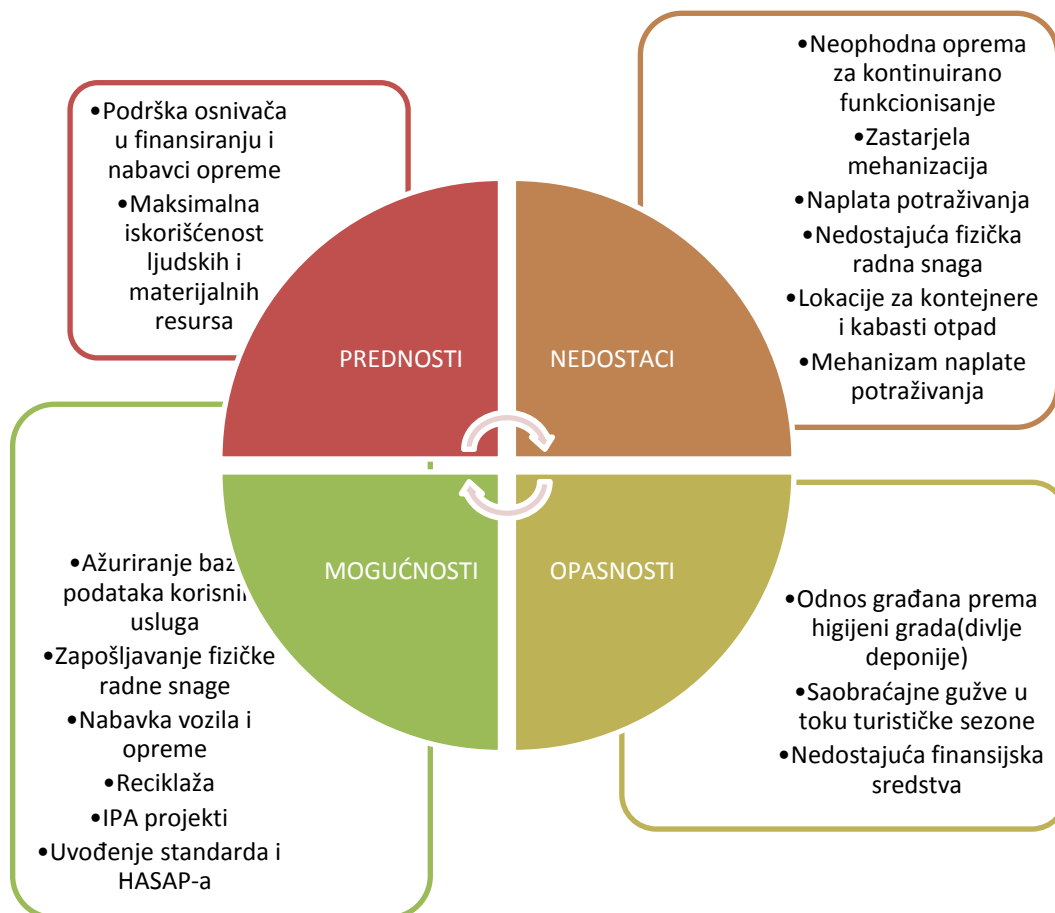 •Podrška osnivača
u finansiranju i
nabavci opreme
•Maksimalna
iskorišćenost
ljudskih i
materijalnih
resursa
PREDNOSTI
•Neophodna oprema
za kontinuirano
funkcionisanje
•Zastarjela
mehanizacija
•Naplata potraživanja
•Nedostajuća fizička
radna snaga
•Lokacije za kontejnere
i kabasti otpad
•Mehanizam naplate
potraživanja
NEDOSTACI
•Ažuriranje
podataka
usluga
•Zapošljavanje fizičke
radne snage
•Nabavka vozila i
opreme
•Reciklaža
•IPA projekti
•Uvođenje standarda i
HASAP-a
MOGUĆNOSTI
OPASNOSTI
•Odnos građana prema
higijeni grada(divlje
deponije)
•Saobraćajne gužve u
toku turističke sezone
•Nedostajuća finansijska
sredstva